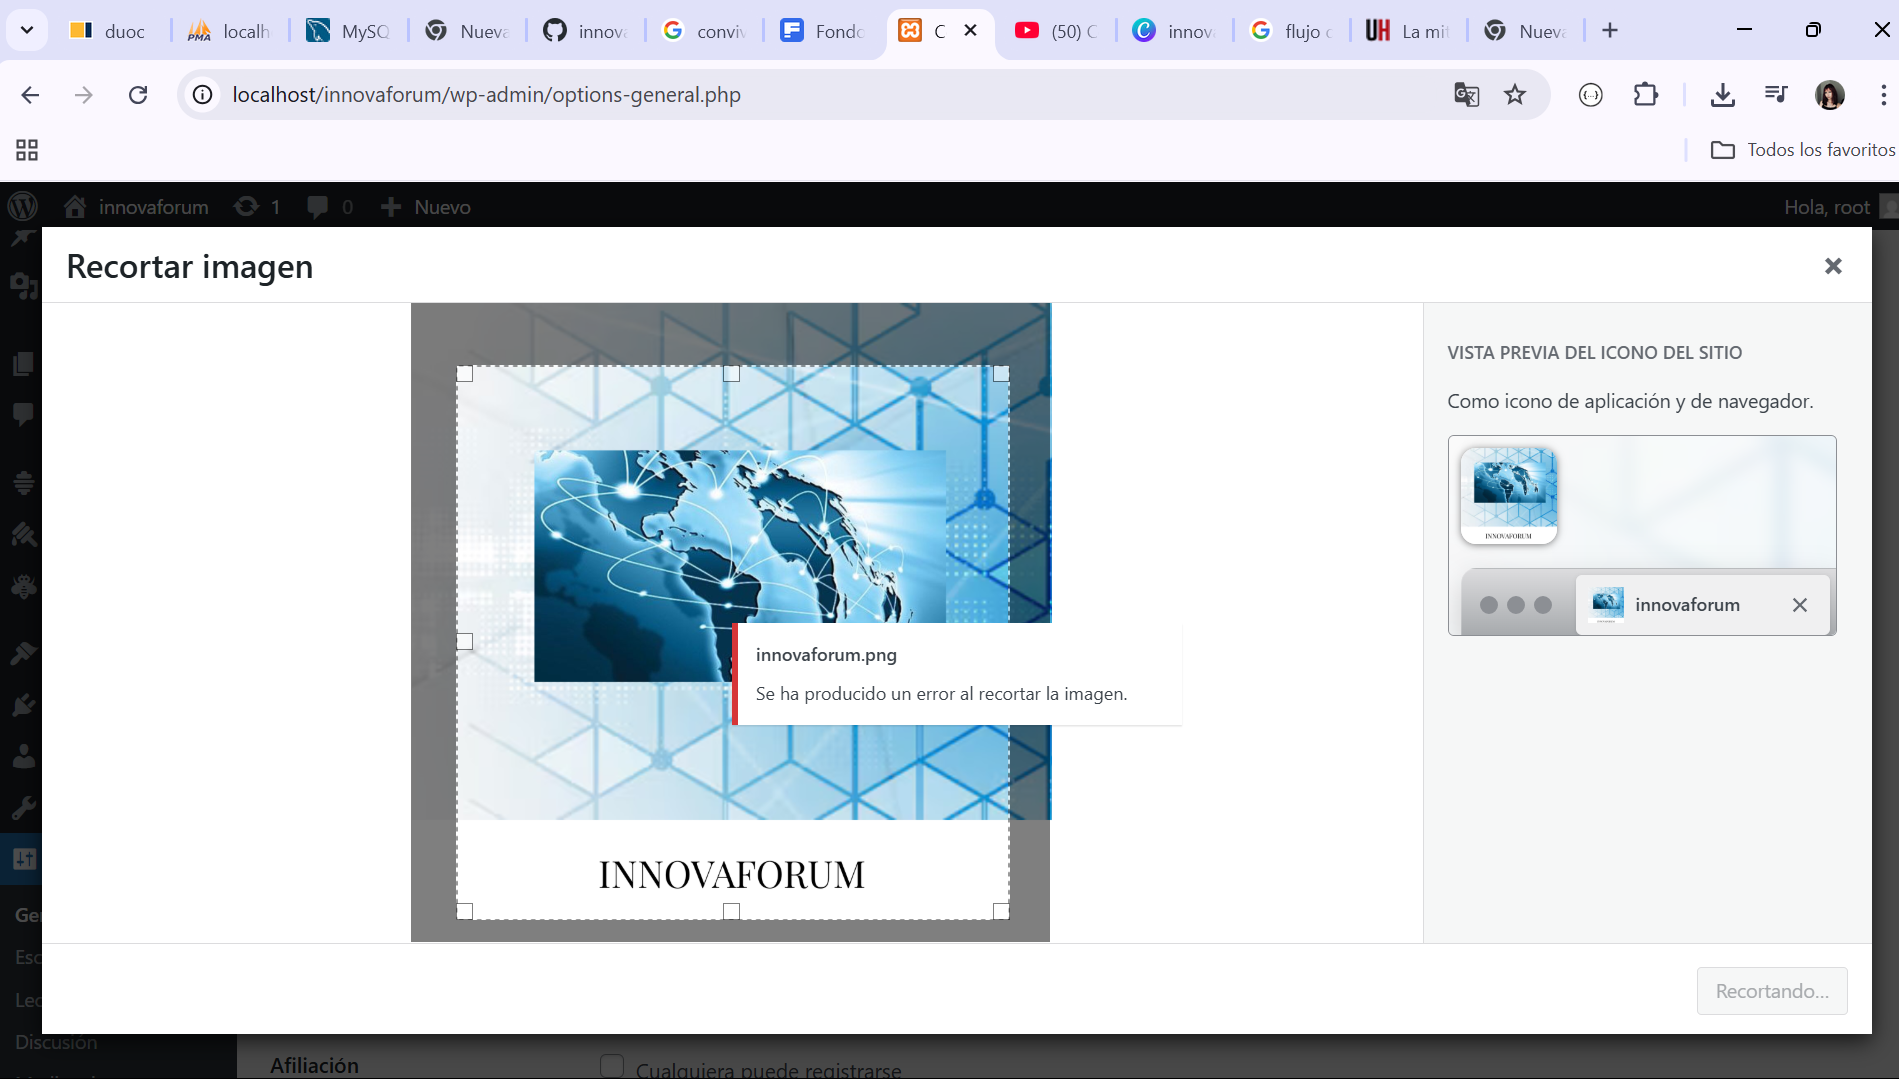 duoc
localh
MySQ
Nueva
innova
conviv
Fondo
C
(50) C
innov
flujo c
La mit
Nueva
localhost/innovaforum/wp-admin/options-general.php
Todos los favoritos
innovaforum
1
0
Nuevo
Hola, root
Recortar imagen
VISTA PREVIA DEL ICONO DEL SITIO
Como icono de aplicación y de navegador.
INNOVAFORUM
innovaforum
innovaforum.png
Se ha producido un error al recortar la imagen.
INNOVAFORUM
Recortando...
Ge
Esc
Lec
Discusión
Afiliación
Cualquiera puede registrarse